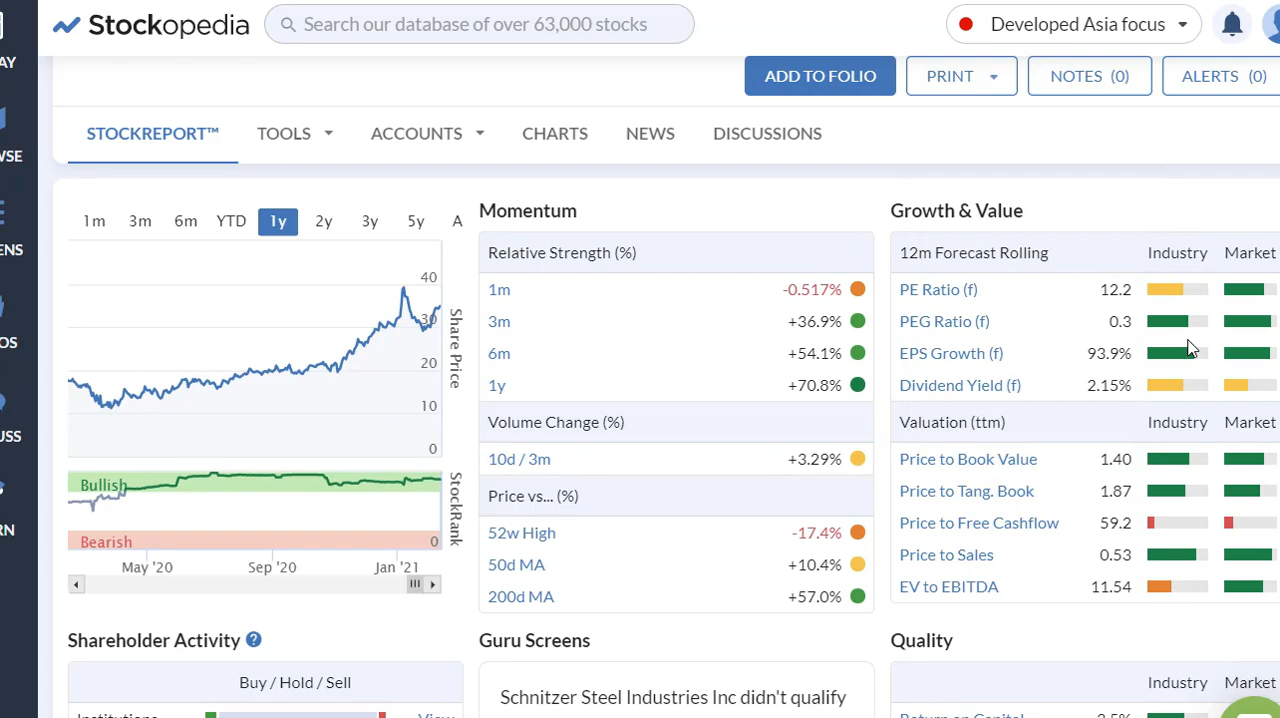 Stockopedia
Search our database of over 63,000 stocks
Developed Asia focus
AY
WSE
ENS
OS
USS
RN
ADD TO FOLIO
PRINT
NOTES (0)
ALERTS (0)
STOCKREPORT™
TOOLS
ACCOUNTS
CHARTS
NEWS
DISCUSSIONS
1m 3m 6m YTD 1y 2y 3y 5y A
40
30
20
10
0
Share Price
Bullish
Bearish
0
StockRank
May '20 Sep '20 Jan '21
Momentum
Relative Strength (%)
1m -0.517%
3m +36.9%
6m +54.1%
1y +70.8%
Volume Change (%)
10d / 3m +3.29%
Price vs... (%)
52w High -17.4%
50d MA +10.4%
200d MA +57.0%
Growth & Value
12m Forecast Rolling Industry Market
PE Ratio (f) 12.2
PEG Ratio (f) 0.3
EPS Growth (f) 93.9%
Dividend Yield (f) 2.15%
Valuation (ttm) Industry Market
Price to Book Value 1.40
Price to Tang. Book 1.87
Price to Free Cashflow 59.2
Price to Sales 0.53
EV to EBITDA 11.54
Shareholder Activity ?
Buy / Hold / Sell
Institutions View
Guru Screens
Schnitzer Steel Industries Inc didn't qualify
Quality
Industry Market
Return on Capital 2.5%